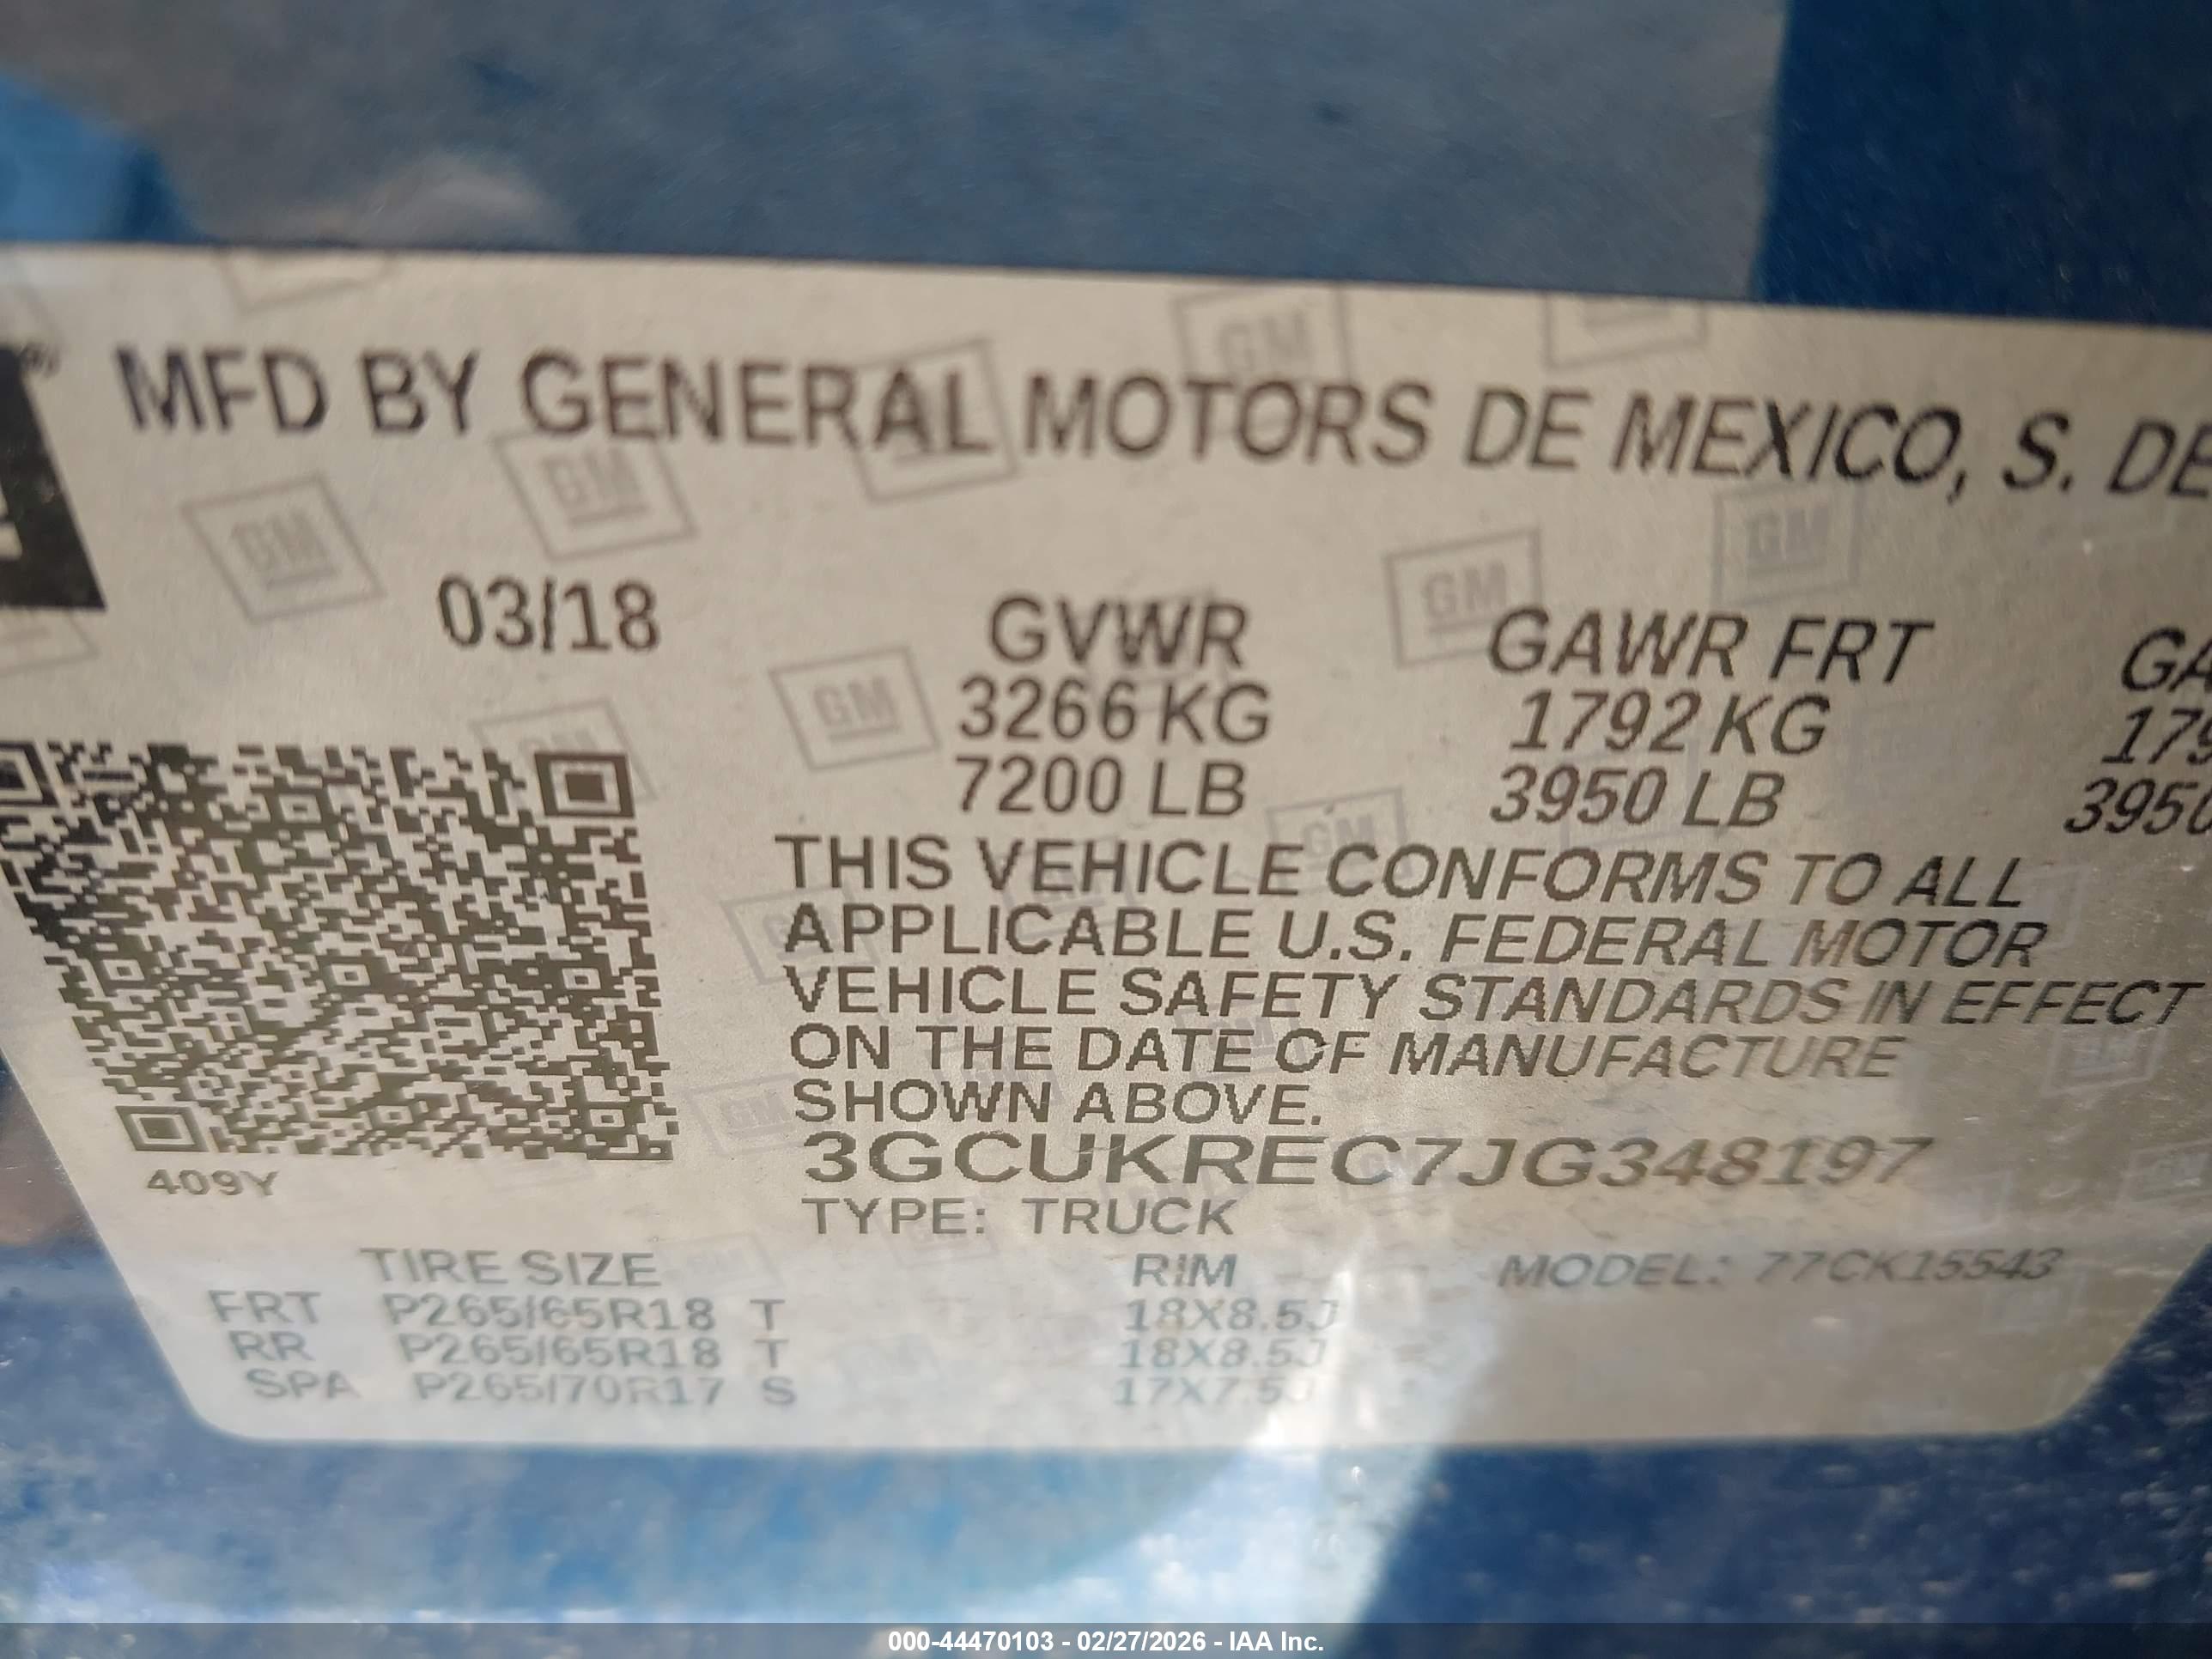 MFD BY GENERAL MOTORS DE MEXICO, S. DE
03/18
GVWR GAWR FRT GA
3266 KG 1792 KG 179
7200 LB 3950 LB 3950
THIS VEHICLE CONFORMS TO ALL
APPLICABLE U.S. FEDERAL MOTOR
VEHICLE SAFETY STANDARDS IN EFFECT
ON THE DATE OF MANUFACTURE
SHOWN ABOVE.
3GCUKREC7JG348197
409Y
TYPE: TRUCK
TIRE SIZE RIM MODEL: 77CK15543
FRT P265/65R18 T 18X8.5J
RR P265/65R18 T 18X8.5J
SPA P265/70R17 S 17X7.5J
000-44470103 - 02/27/2026 - IAA Inc.